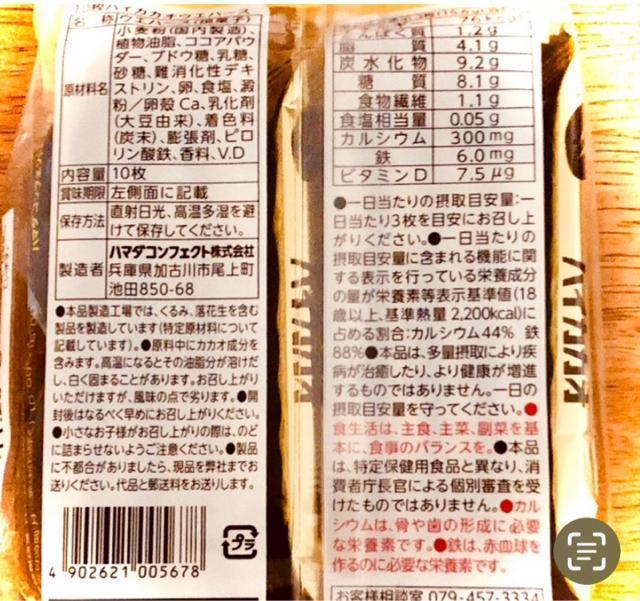 10枚ハイカカオウエハース
名 称 ウエハース(菓子)
原材料名
小麦粉(国内製造)、
植物油脂、ココアパウ
ダー、ブドウ糖、乳糖、
砂糖、難消化性デキ
ストリン、卵、食塩、澱
粉／卵殻Ca、乳化剤
(大豆由来)、着色料
(炭末)、膨張剤、ピロ
リン酸鉄、香料、V.D
内容量 10枚
賞味期限 左側面に記載
保存方法 直射日光、高温多湿を避
けて保存してください。
製造者 ハマダコンフェクト株式会社
兵庫県加古川市尾上町
池田850-68
●本品製造工場では、くるみ、落花生を含む
製品を製造しています(特定原材料について
記載しています)。●原料中にカカオ成分を
含みます。高温になるとその油脂分が溶けだ
し、白く固まることがあります。お召し上がり
いただけますが、風味の点で劣ります。●開
封後はなるべく早めにお召し上がりください。
●小さなお子様がお召し上がりの際は、のど
に詰まらせないようご注意ください。●製品
に不都合がありましたら、現品を弊社までお
送りください。代品と郵送料をお送りします。
4 902621 005678
プラ
たんぱく質 1.2g
脂質 4.1g
炭水化物 9.2g
糖質 8.1g
食物繊維 1.1g
食塩相当量 0.05g
カルシウム 300mg
鉄 6.0mg
ビタミンD 7.5μg
●一日当たりの摂取目安量:一
日当たり3枚を目安にお召し上
がりください。●一日当たりの
摂取目安量に含まれる機能に関
する表示を行っている栄養成分
の量が栄養素等表示基準値(18
歳以上、基準熱量2,200kcal)に
占める割合:カルシウム44% 鉄
88%●本品は、多量摂取により疾
病が治癒したり、より健康が増進
するものではありません。一日の
摂取目安量を守ってください。●
食生活は、主食、主菜、副菜を基
本に、食事のバランスを。●本品
は、特定保健用食品と異なり、消
費者庁長官による個別審査を受
けたものではありません。●カル
シウムは、骨や歯の形成に必要
な栄養素です。●鉄は、赤血球を
作るのに必要な栄養素です。
お客様相談室 079-457-3334